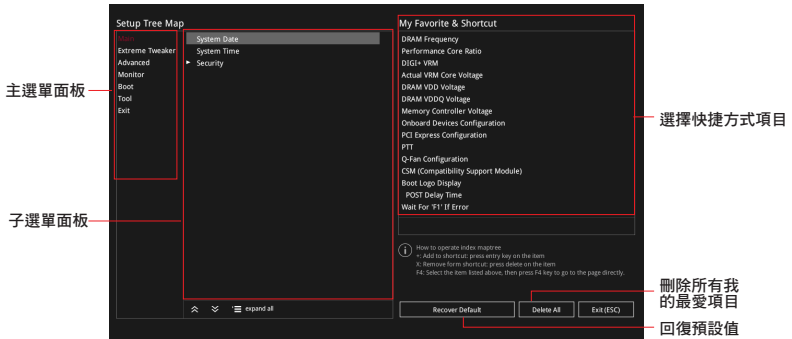 Setup Tree Map
Main
Extreme Tweaker
Advanced
Monitor
Boot
Tool
Exit
System Date
System Time
Security
expand all
My Favorite & Shortcut
DRAM Frequency
Performance Core Ratio
DIGI+ VRM
Actual VRM Core Voltage
DRAM VDD Voltage
DRAM VDDQ Voltage
Memory Controller Voltage
Onboard Devices Configuration
PCI Express Configuration
PTT
Q-Fan Configuration
CSM (Compatibility Support Module)
Boot Logo Display
POST Delay Time
Wait For 'F1' If Error
How to operate index maptree
+: Add to shortcut: press entry key on the item
X: Remove form shortcut: press delete on the item
F4: Select the item listed above, then press F4 key to go to the page directly.
Recover Default
Delete All
Exit (ESC)
主選單面板
子選單面板
選擇快捷方式項目
刪除所有我
的最愛項目
回復預設值